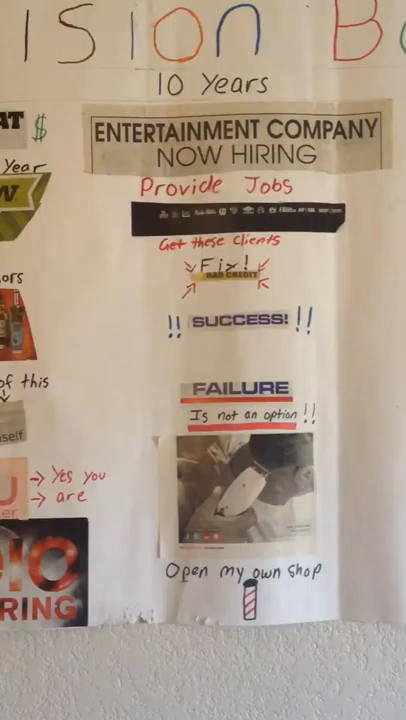 ISION B
10 Years
AT $
ENTERTAINMENT COMPANY
NOW HIRING
Year
Provide Jobs
W
Get these clients
Fix!
BAD CREDIT
ors
!! SUCCESS! !!
of this
FAILURE
Is not an option!!
self
U → Yes you
er → are
Open my own shop
RING